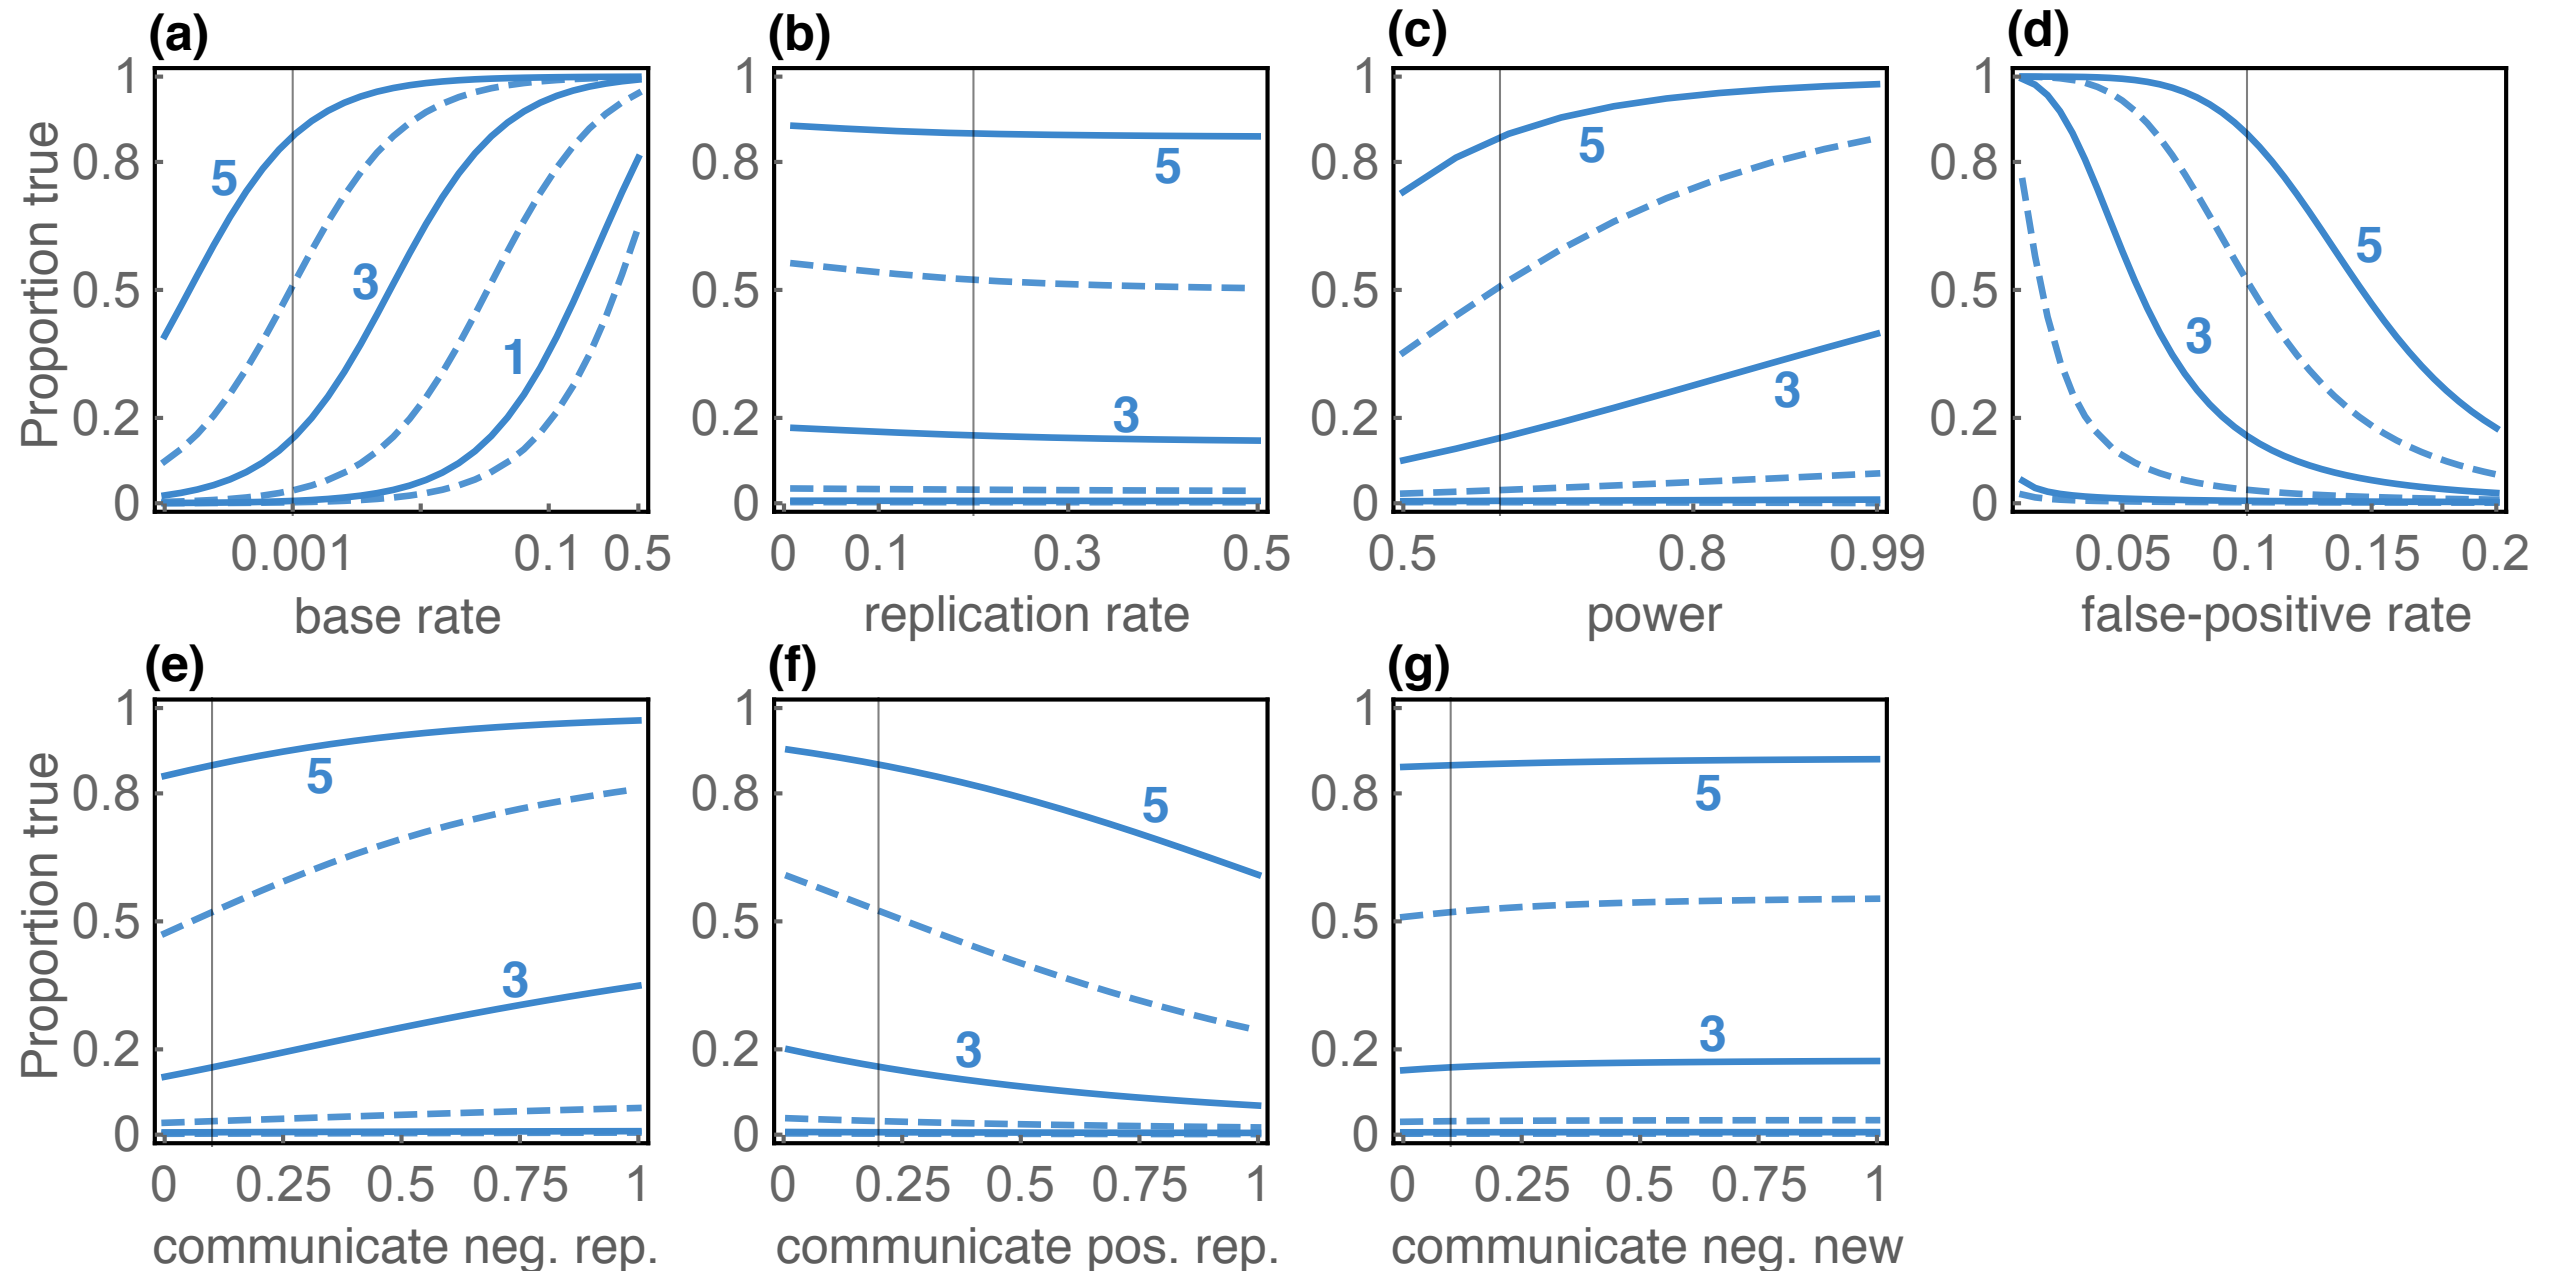 (a)
Proportion true
1
0.8
0.5
0.2
0
5
3
1
0.001 0.1 0.5
base rate
(b)
1
0.8
0.5
0.2
0
5
3
0 0.1 0.3 0.5
replication rate
(c)
1
0.8
0.5
0.2
0
5
3
0.5 0.8 0.99
power
(d)
1
0.8
0.5
0.2
0
5
3
0.05 0.1 0.15 0.2
false-positive rate
(e)
Proportion true
1
0.8
0.5
0.2
0
5
3
0 0.25 0.5 0.75 1
communicate neg. rep.
(f)
1
0.8
0.5
0.2
0
5
3
0 0.25 0.5 0.75 1
communicate pos. rep.
(g)
1
0.8
0.5
0.2
0
5
3
0 0.25 0.5 0.75 1
communicate neg. new